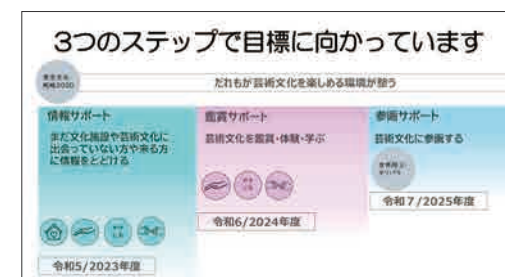 3つのステップで目標に向かっています
だれもが芸術文化を楽しめる環境が整う
情報サポート
まだ文化施設や芸術文化に
出会っていない方や来る方
に情報をとどける
令和5/2023年度
鑑賞サポート
芸術文化を鑑賞・体験・学ぶ
令和6/2024年度
参画サポート
芸術文化に参画する
令和7/2025年度